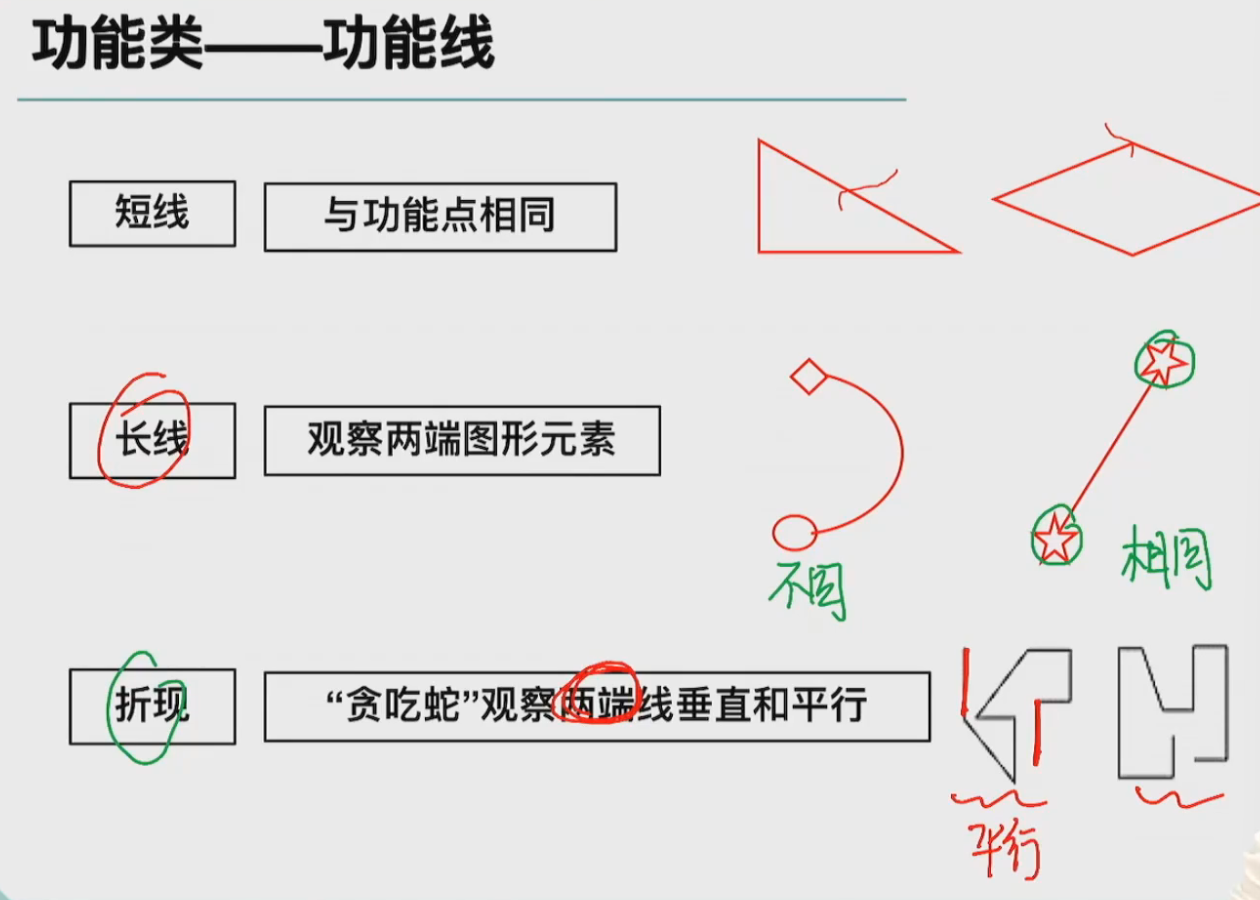 功能类——功能线
短线
与功能点相同
长线
观察两端图形元素
不同
相同
折现
“贪吃蛇”观察两端线垂直和平行
平行